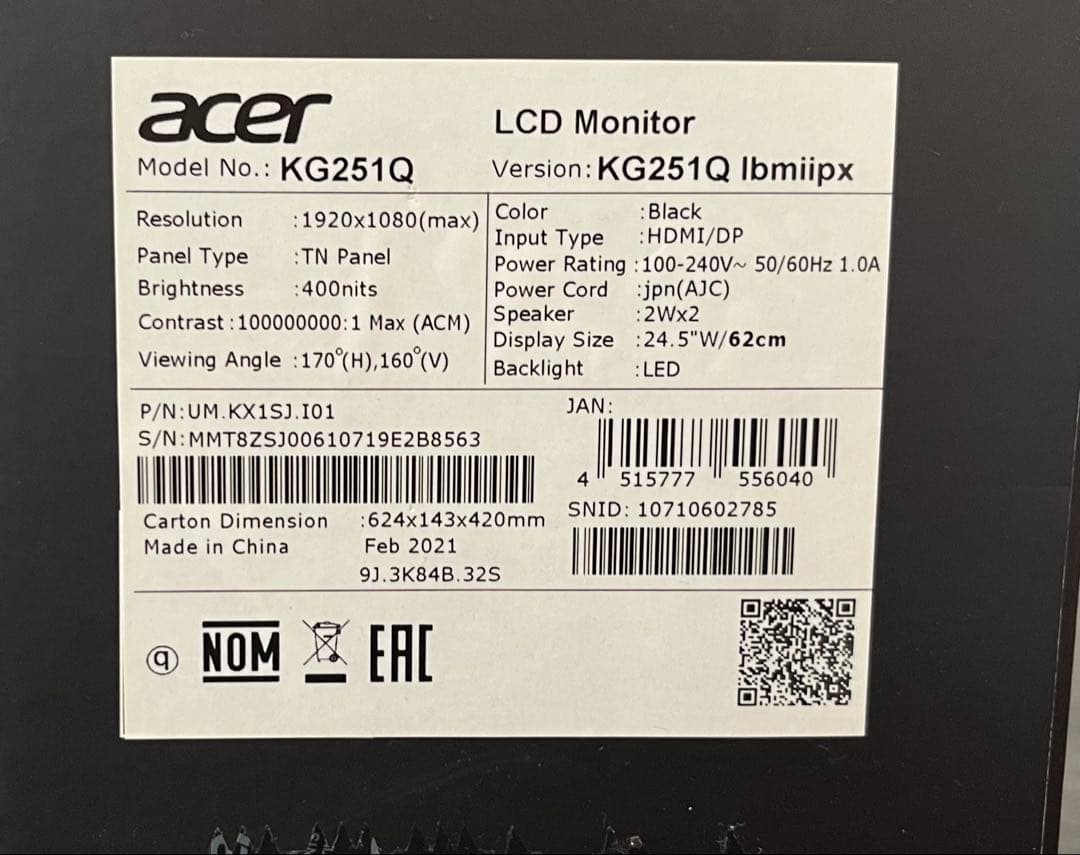 acer
LCD Monitor
Model No.: KG251Q
Version: KG251Q lbmiipx
Resolution :1920x1080(max)
Panel Type :TN Panel
Brightness :400nits
Contrast :100000000:1 Max (ACM)
Viewing Angle :170°(H),160°(V)
Color :Black
Input Type :HDMI/DP
Power Rating :100-240V~ 50/60Hz 1.0A
Power Cord :jpn(AJC)
Speaker :2Wx2
Display Size :24.5"W/62cm
Backlight :LED
P/N:UM.KX1SJ.I01
S/N:MMT8ZSJ00610719E2B8563
Carton Dimension :624x143x420mm
Made in China Feb 2021
9J.3K84B.32S
JAN:
4 515777 556040
SNID: 10710602785
q NOM EAC